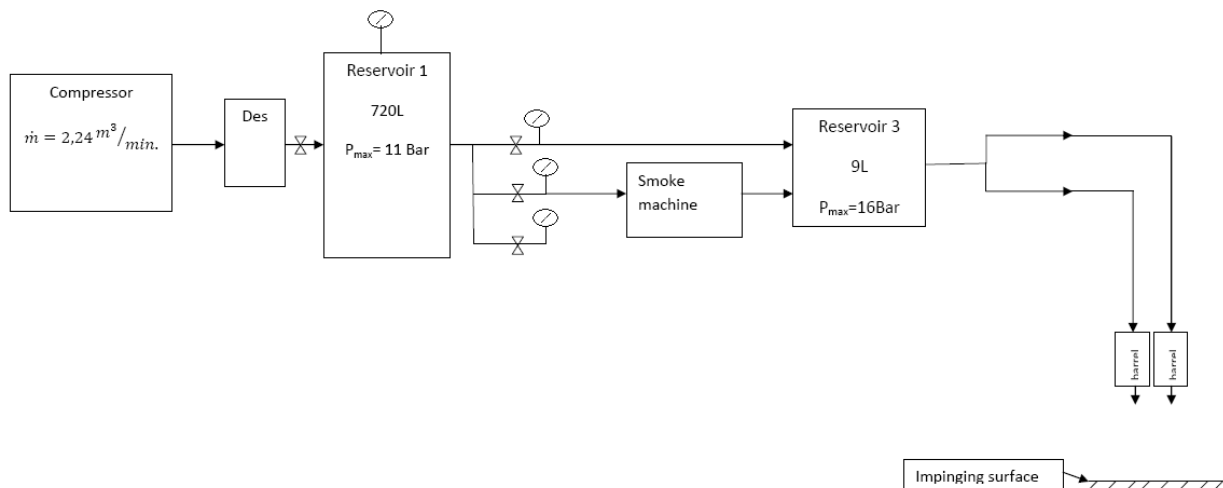 Compressor
ṁ = 2,24 m³/min.
Des
Reservoir 1
720L
Pmax= 11 Bar
Smoke
machine
Reservoir 3
9L
Pmax=16Bar
barrel
barrel
Impinging surface